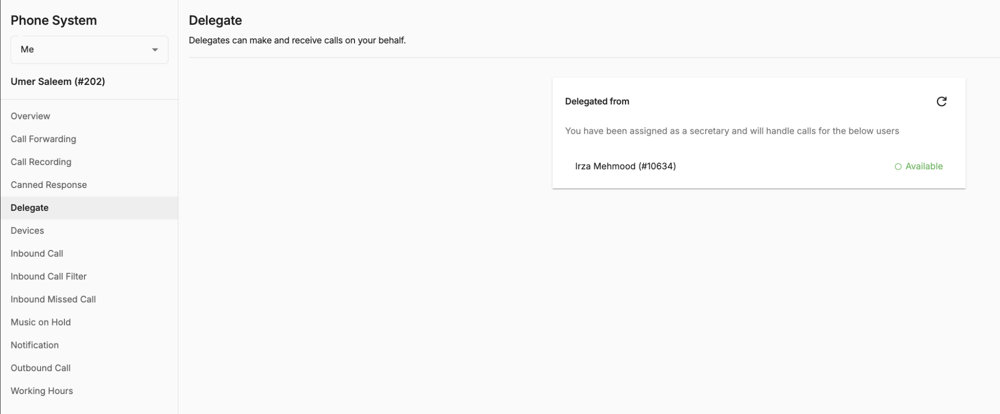 Phone System
Me
Umer Saleem (#202)
Overview
Call Forwarding
Call Recording
Canned Response
Delegate
Devices
Inbound Call
Inbound Call Filter
Inbound Missed Call
Music on Hold
Notification
Outbound Call
Working Hours
Delegate
Delegates can make and receive calls on your behalf.
Delegated from
You have been assigned as a secretary and will handle calls for the below users
Irza Mehmood (#10634) Available